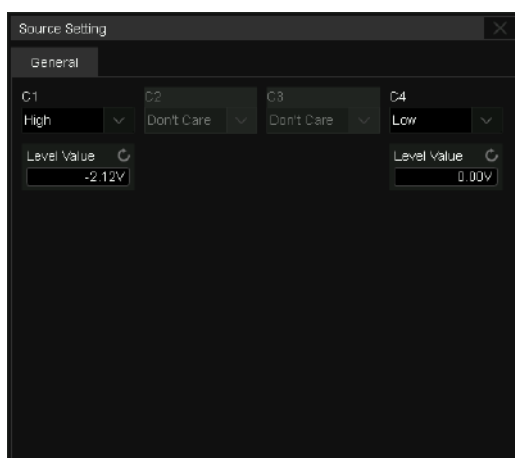 Source Setting
General
C1 C2 C3 C4
High Don't Care Don't Care Low
Level Value Level Value
-2.12V 0.00V